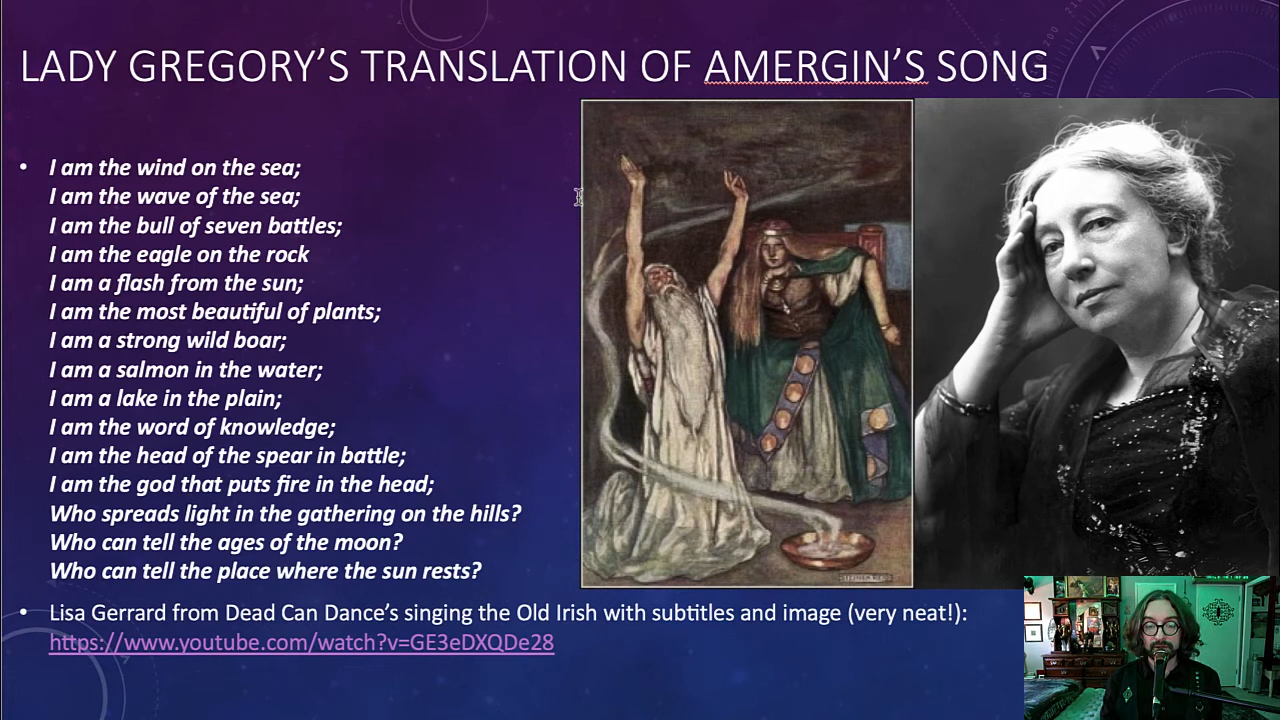 LADY GREGORY'S TRANSLATION OF AMERGIN'S SONG
• I am the wind on the sea;
I am the wave of the sea;
I am the bull of seven battles;
I am the eagle on the rock
I am a flash from the sun;
I am the most beautiful of plants;
I am a strong wild boar;
I am a salmon in the water;
I am a lake in the plain;
I am the word of knowledge;
I am the head of the spear in battle;
I am the god that puts fire in the head;
Who spreads light in the gathering on the hills?
Who can tell the ages of the moon?
Who can tell the place where the sun rests?
• Lisa Gerrard from Dead Can Dance's singing the Old Irish with subtitles and image (very neat!):
https://www.youtube.com/watch?v=GE3eDXQDe28